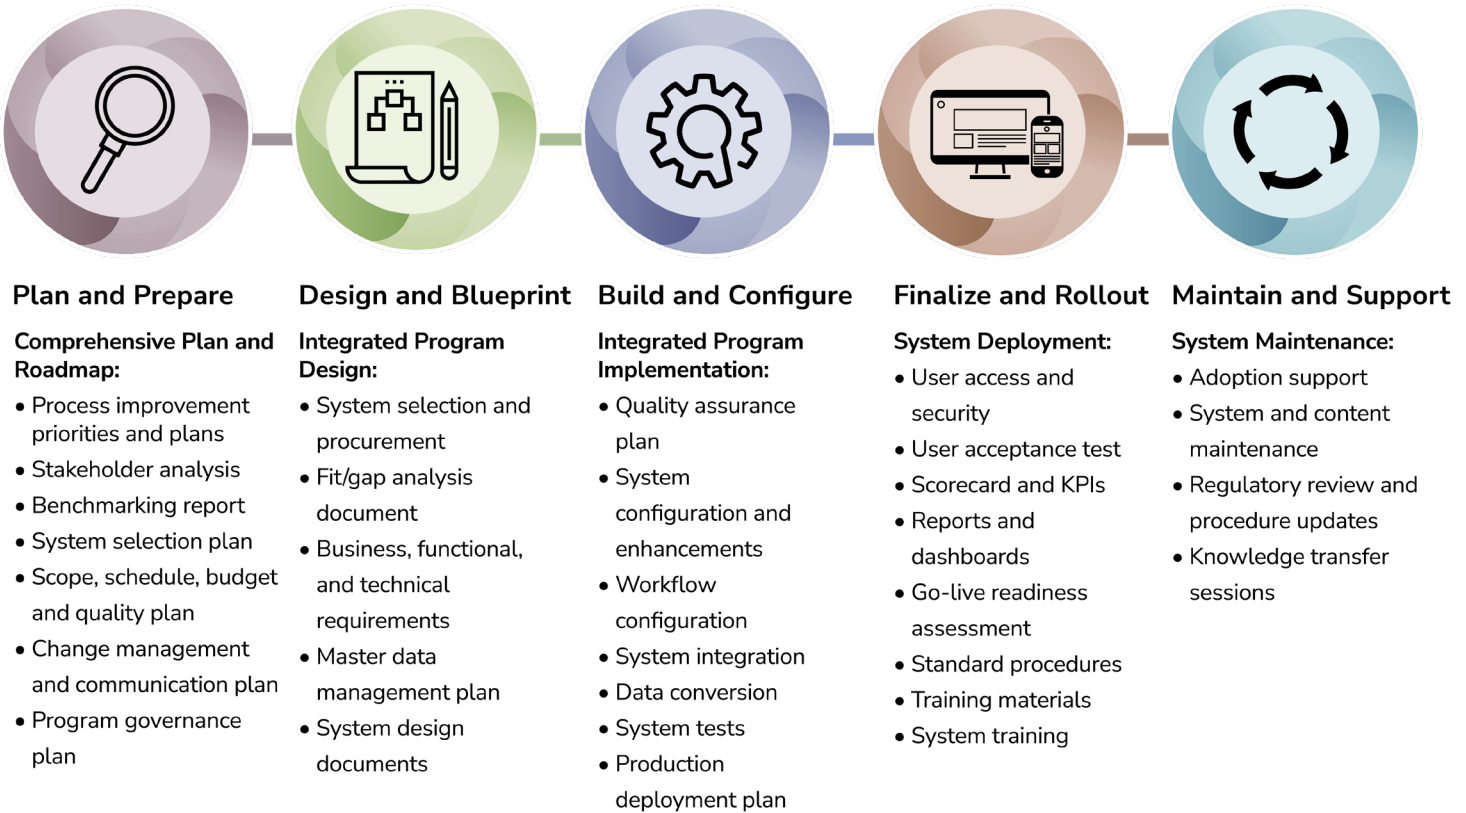 Plan and Prepare
Comprehensive Plan and
Roadmap:
• Process improvement
priorities and plans
• Stakeholder analysis
• Benchmarking report
• System selection plan
• Scope, schedule, budget
and quality plan
• Change management
and communication plan
• Program governance
plan
Design and Blueprint
Integrated Program
Design:
• System selection and
procurement
• Fit/gap analysis
document
• Business, functional,
and technical
requirements
• Master data
management plan
• System design
documents
Build and Configure
Integrated Program
Implementation:
• Quality assurance
plan
• System
configuration and
enhancements
• Workflow
configuration
• System integration
• Data conversion
• System tests
• Production
deployment plan
Finalize and Rollout
System Deployment:
• User access and
security
• User acceptance test
• Scorecard and KPIs
• Reports and
dashboards
• Go-live readiness
assessment
• Standard procedures
• Training materials
• System training
Maintain and Support
System Maintenance:
• Adoption support
• System and content
maintenance
• Regulatory review and
procedure updates
• Knowledge transfer
sessions